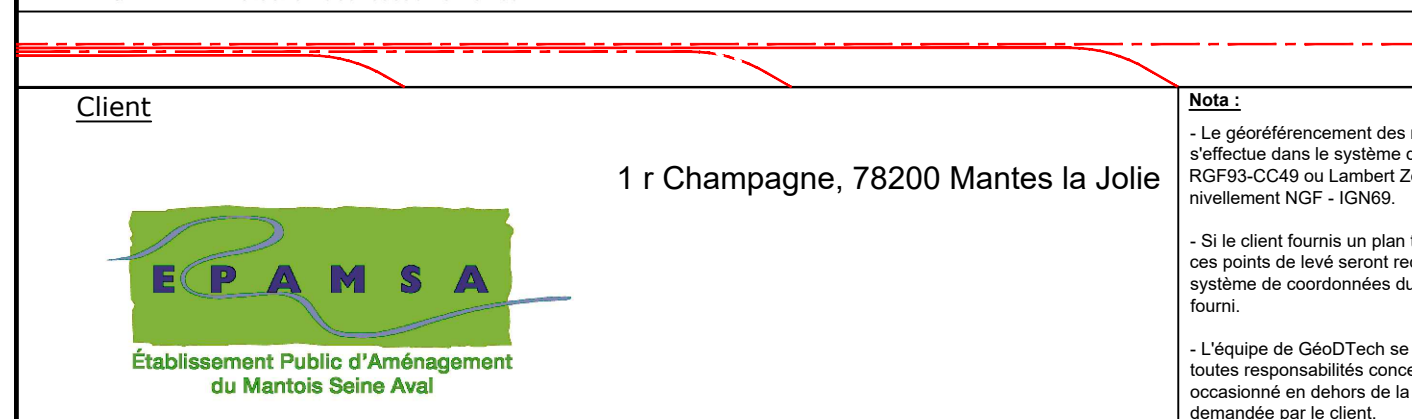 Client
1 r Champagne, 78200 Mantes la Jolie
EPAMSA
Établissement Public d'Aménagement
du Mantois Seine Aval
Nota :
- Le géoréférencement des
s'effectue dans le système
RGF93-CC49 ou Lambert
nivellement NGF - IGN69.
- Si le client fournis un plan
ces points de levé seront
système de coordonnées du
fourni.
- L'équipe de GéoDTech se
toutes responsabilités
occasionné en dehors de la
demandée par le client.